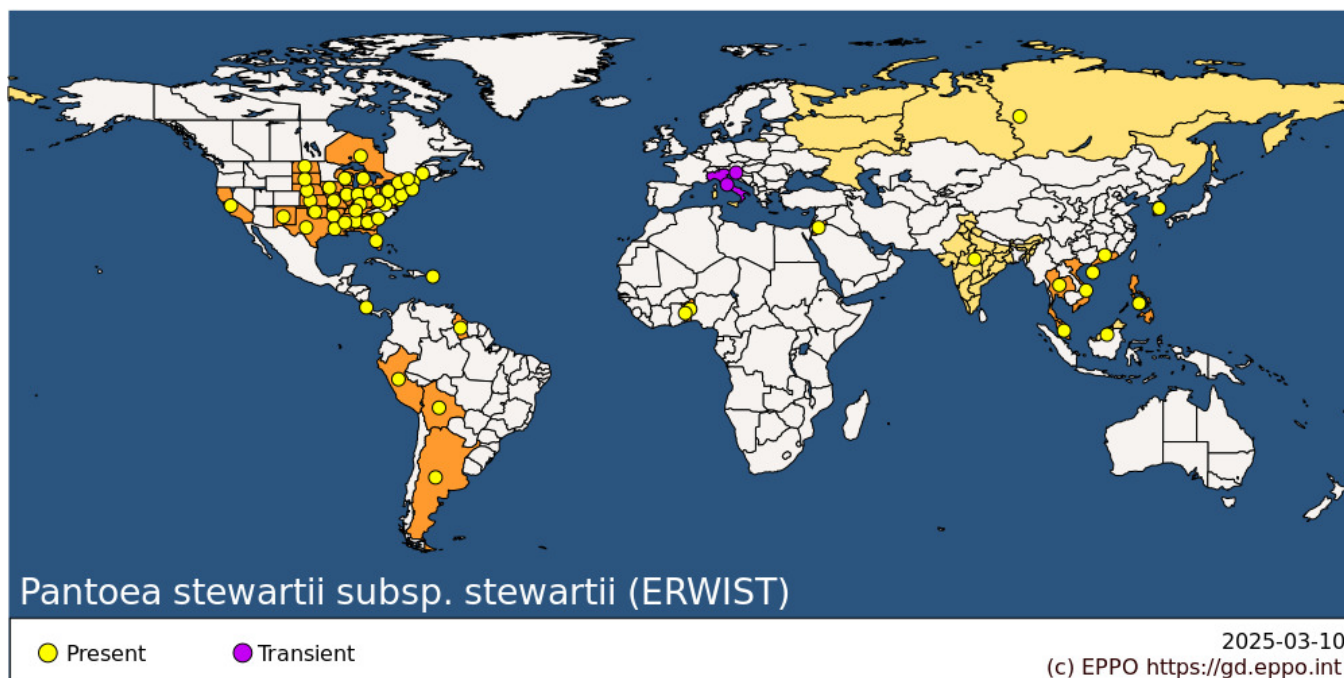 Pantoea stewartii subsp. stewartii (ERWIST)
Present
Transient
2025-03-10
(c) EPPO https://gd.eppo.int